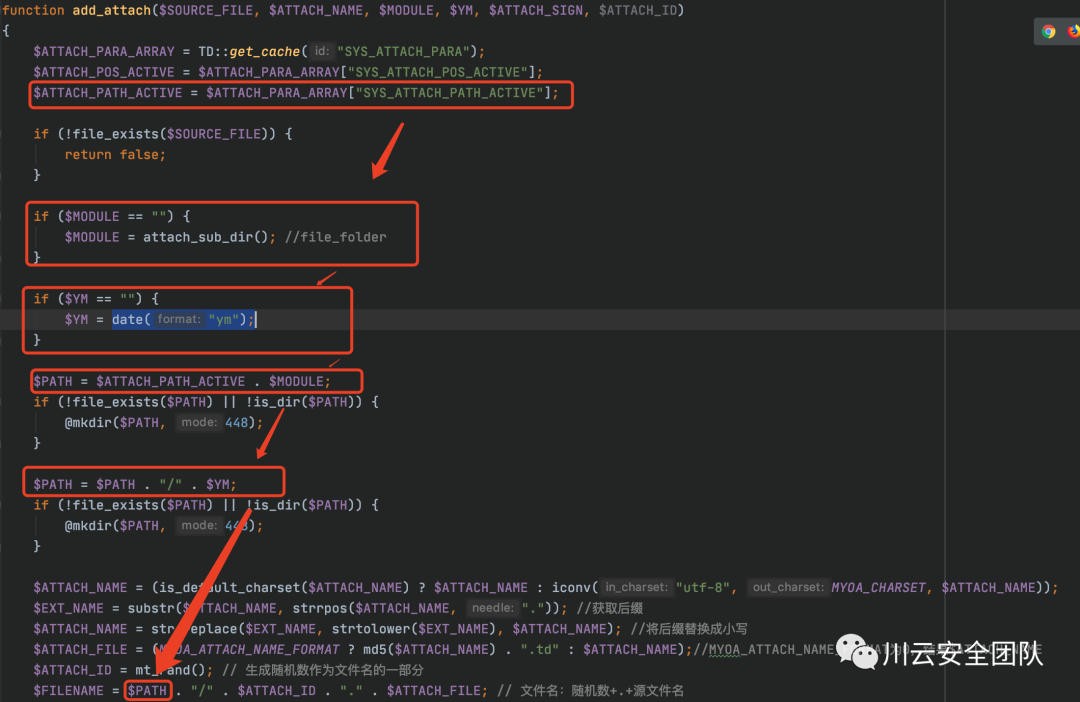 function add_attach($SOURCE_FILE, $ATTACH_NAME, $MODULE, $YM, $ATTACH_SIGN, $ATTACH_ID)
{
$ATTACH_PARA_ARRAY = TD::get_cache( id: "SYS_ATTACH_PARA");
$ATTACH_POS_ACTIVE = $ATTACH_PARA_ARRAY["SYS_ATTACH_POS_ACTIVE"];
$ATTACH_PATH_ACTIVE = $ATTACH_PARA_ARRAY["SYS_ATTACH_PATH_ACTIVE"];
if (!file_exists($SOURCE_FILE)) {
return false;
}
if ($MODULE == "") {
$MODULE = attach_sub_dir(); //file_folder
}
if ($YM == "") {
$YM = date( format: "ym");
}
$PATH = $ATTACH_PATH_ACTIVE . $MODULE;
if (!file_exists($PATH) || !is_dir($PATH)) {
@mkdir($PATH, mode: 448);
}
$PATH = $PATH . "/" . $YM;
if (!file_exists($PATH) || !is_dir($PATH)) {
@mkdir($PATH, mode: 448);
}
$ATTACH_NAME = (is_default_charset($ATTACH_NAME) ? $ATTACH_NAME : iconv( in_charset: "utf-8", out_charset: MYOA_CHARSET, $ATTACH_NAME));
$EXT_NAME = substr($ATTACH_NAME, strrpos($ATTACH_NAME, needle: ".")); //获取后缀
$ATTACH_NAME = str_replace($EXT_NAME, strtolower($EXT_NAME), $ATTACH_NAME); //将后缀替换成小写
$ATTACH_FILE = (MYOA_ATTACH_NAME_FORMAT ? md5($ATTACH_NAME) . ".td" : $ATTACH_NAME);//MYOA_ATTACH_NAME_
$ATTACH_ID = mt_rand(); // 生成随机数作为文件名的一部分
$FILENAME = $PATH . "/" . $ATTACH_ID . "." . $ATTACH_FILE; // 文件名: 随机数+.+源文件名
川云安全团队